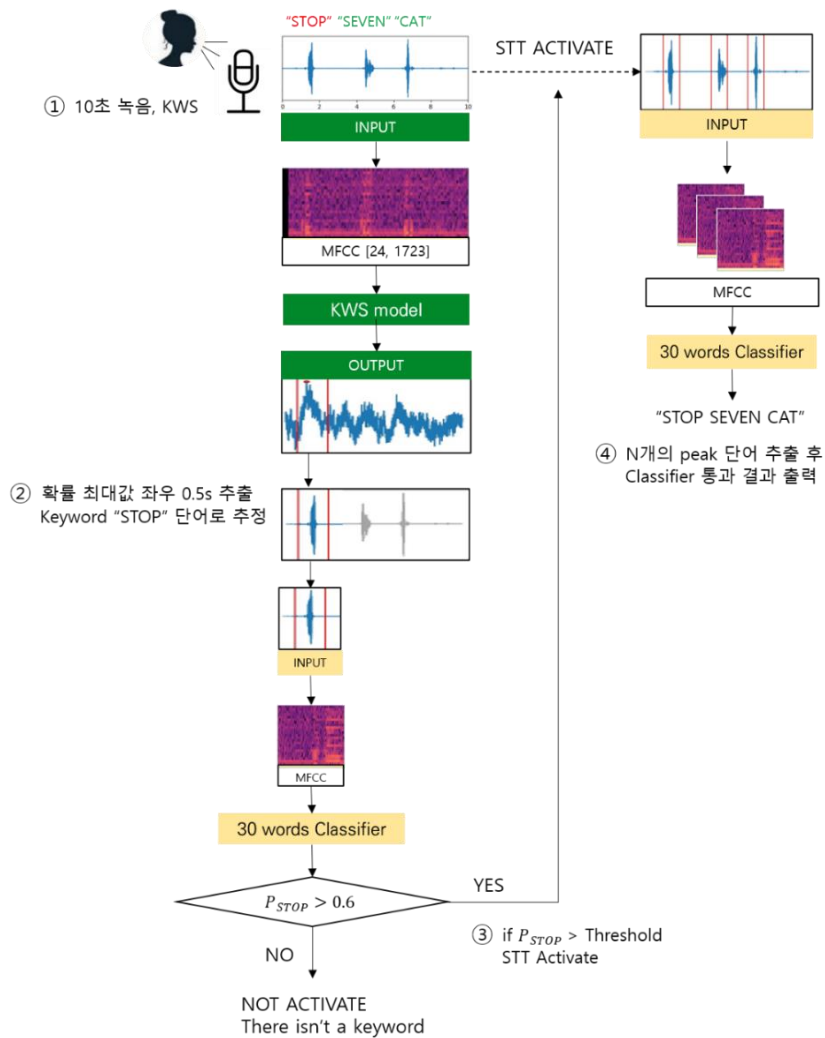 "STOP" "SEVEN" "CAT"
① 10초 녹음, KWS
0 2 4 6 8 10
INPUT
MFCC [24, 1723]
KWS model
OUTPUT
② 확률 최대값 좌우 0.5s 추출
Keyword "STOP" 단어로 추정
INPUT
MFCC
30 words Classifier
P_STOP > 0.6
YES
NO
NOT ACTIVATE
There isn't a keyword
③ if P_STOP > Threshold
STT Activate
STT ACTIVATE
INPUT
MFCC
30 words Classifier
"STOP SEVEN CAT"
④ N개의 peak 단어 추출 후
Classifier 통과 결과 출력